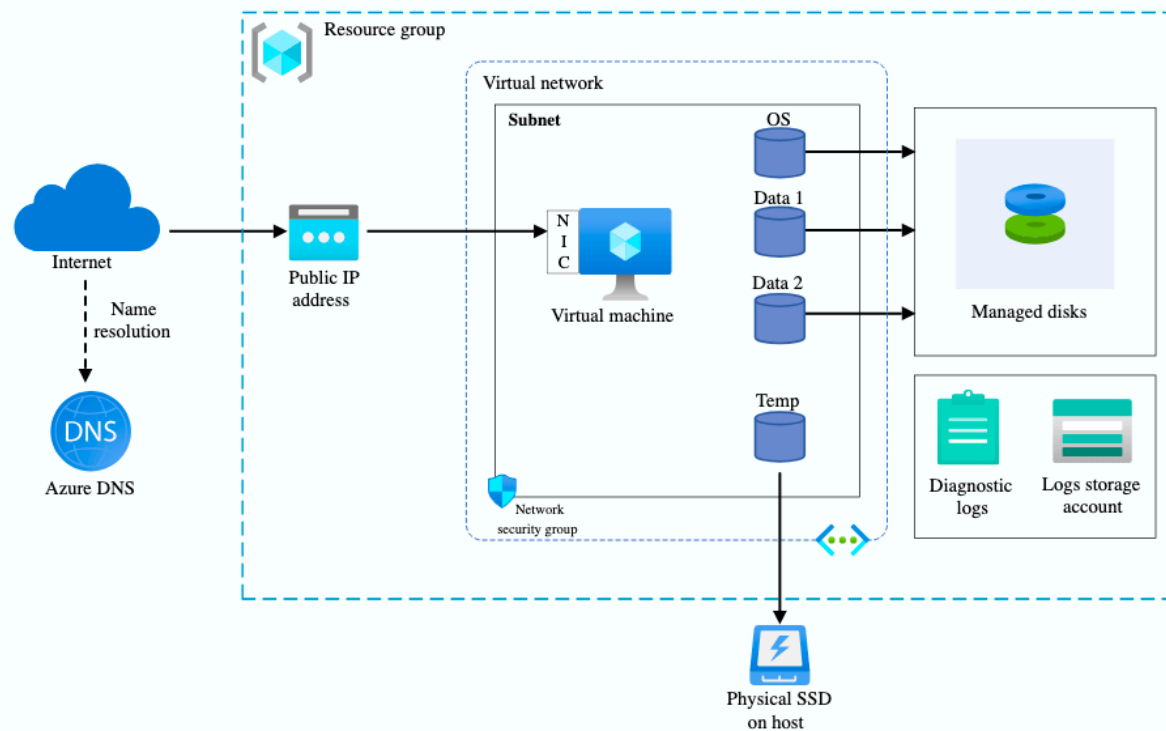 Resource group
Virtual network
Subnet
OS
Data 1
Data 2
Temp
N
I
C
Virtual machine
Public IP
address
Internet
Name
resolution
DNS
Azure DNS
Managed disks
Diagnostic
logs
Logs storage
account
Network
security group
Physical SSD
on host